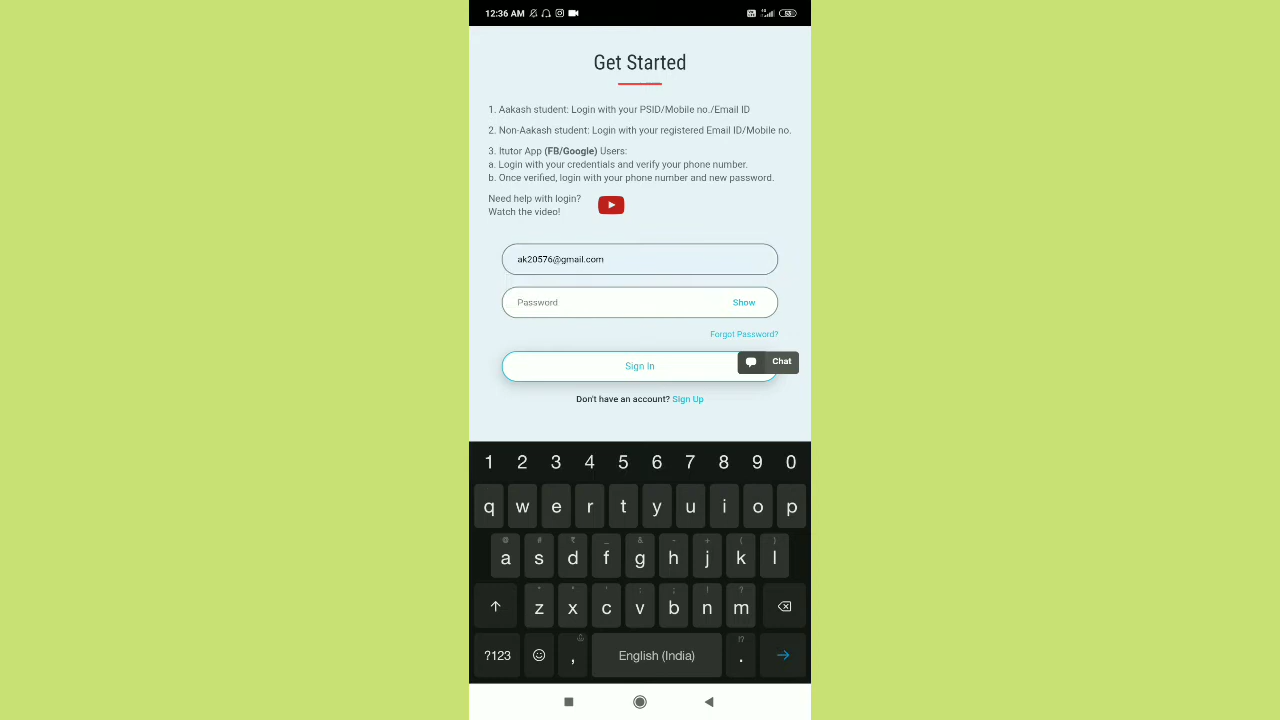 12:36 AM
53
Get Started
1. Aakash student: Login with your PSID/Mobile no./Email ID
2. Non-Aakash student: Login with your registered Email ID/Mobile no.
3. Itutor App (FB/Google) Users:
a. Login with your credentials and verify your phone number.
b. Once verified, login with your phone number and new password.
Need help with login?
Watch the video!
ak20576@gmail.com
Password Show
Forgot Password?
Sign In
Chat
Don't have an account? Sign Up
1 2 3 4 5 6 7 8 9 0
q w e r t y u i o p
@ # ₹ _ & - + ( )
a s d f g h j k l
" * ' : ; ! ?
z x c v b n m
!?
?123 , English (India) .